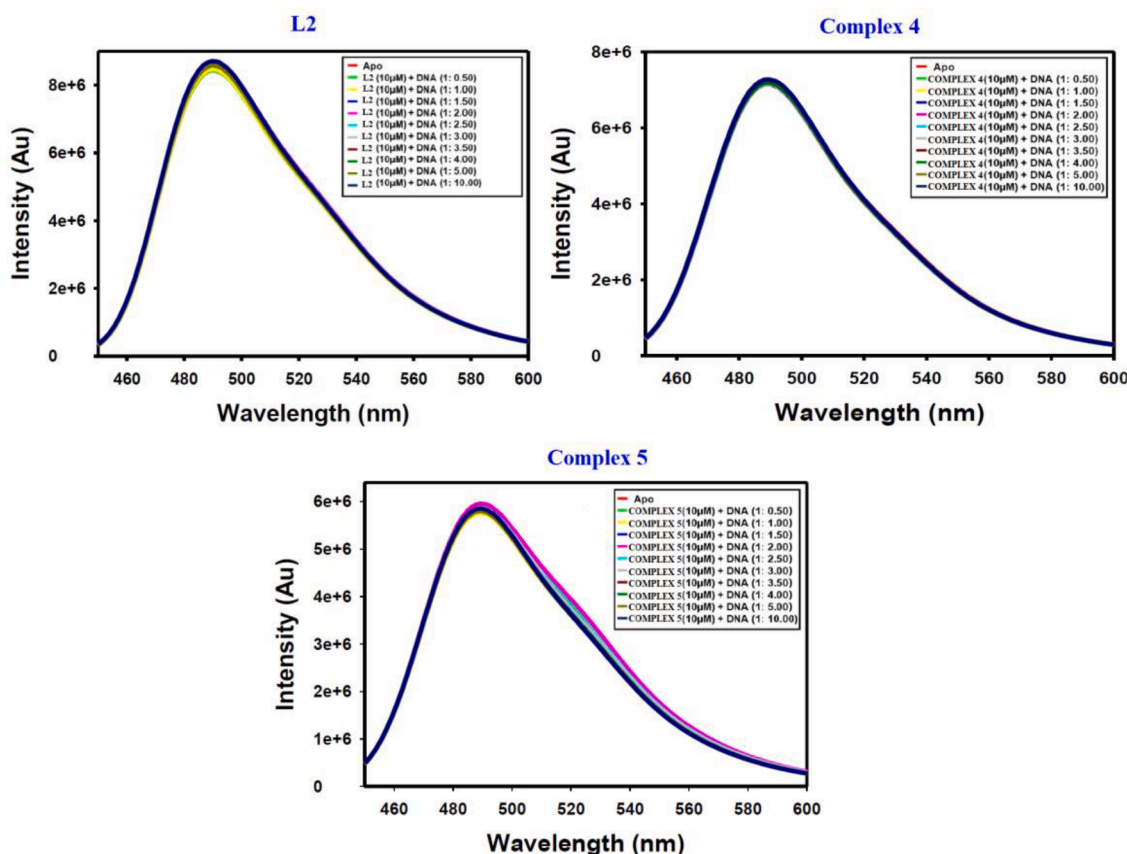 L2
Intensity (Au)
8e+6
6e+6
4e+6
2e+6
0
Apo
L2 (10µM) + DNA (1: 0.50)
L2 (10µM) + DNA (1: 1.00)
L2 (10µM) + DNA (1: 1.50)
L2 (10µM) + DNA (1: 2.00)
L2 (10µM) + DNA (1: 2.50)
L2 (10µM) + DNA (1: 3.00)
L2 (10µM) + DNA (1: 3.50)
L2 (10µM) + DNA (1: 4.00)
L2 (10µM) + DNA (1: 5.00)
L2 (10µM) + DNA (1: 10.00)
460 480 500 520 540 560 580 600
Wavelength (nm)
Complex 4
Intensity (Au)
8e+6
6e+6
4e+6
2e+6
0
Apo
COMPLEX 4(10µM) + DNA (1: 0.50)
COMPLEX 4(10µM) + DNA (1: 1.00)
COMPLEX 4(10µM) + DNA (1: 1.50)
COMPLEX 4(10µM) + DNA (1: 2.00)
COMPLEX 4(10µM) + DNA (1: 2.50)
COMPLEX 4(10µM) + DNA (1: 3.00)
COMPLEX 4(10µM) + DNA (1: 3.50)
COMPLEX 4(10µM) + DNA (1: 4.00)
COMPLEX 4(10µM) + DNA (1: 5.00)
COMPLEX 4(10µM) + DNA (1: 10.00)
460 480 500 520 540 560 580 600
Wavelength (nm)
Complex 5
Intensity (Au)
6e+6
5e+6
4e+6
3e+6
2e+6
1e+6
0
Apo
COMPLEX 5(10µM) + DNA (1: 0.50)
COMPLEX 5(10µM) + DNA (1: 1.00)
COMPLEX 5(10µM) + DNA (1: 1.50)
COMPLEX 5(10µM) + DNA (1: 2.00)
COMPLEX 5(10µM) + DNA (1: 2.50)
COMPLEX 5(10µM) + DNA (1: 3.00)
COMPLEX 5(10µM) + DNA (1: 3.50)
COMPLEX 5(10µM) + DNA (1: 4.00)
COMPLEX 5(10µM) + DNA (1: 5.00)
COMPLEX 5(10µM) + DNA (1: 10.00)
460 480 500 520 540 560 580 600
Wavelength (nm)